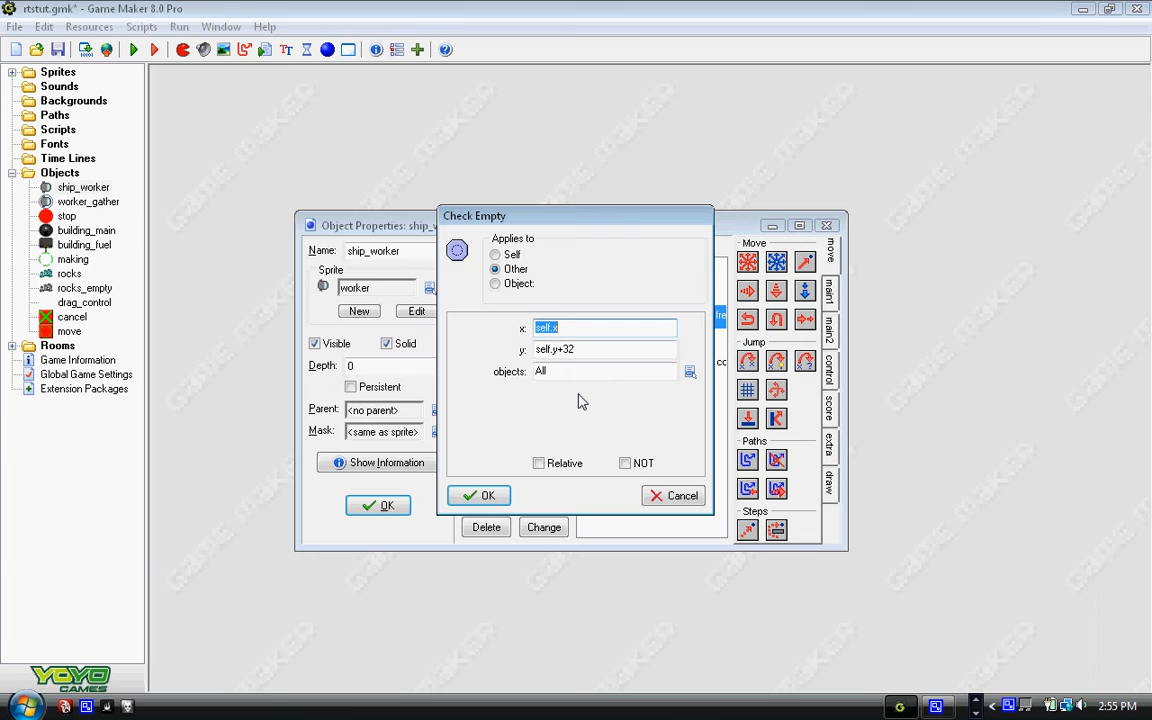 rtstut.gmk* - Game Maker 8.0 Pro
File Edit Resources Scripts Run Window Help
Sprites
Sounds
Backgrounds
Paths
Scripts
Fonts
Time Lines
Objects
ship_worker
worker_gather
stop
building_main
building_fuel
making
rocks
rocks_empty
drag_control
cancel
move
Rooms
Game Information
Global Game Settings
Extension Packages
YOYO
GAMES
Object Properties: ship_w
Name: ship_worker
Sprite
worker
New Edit
Visible Solid
Depth: 0
Persistent
Parent: <no parent>
Mask: <same as sprite>
Show Information
OK
Delete Change
Check Empty
Applies to
Self
Other
Object:
x: self.x
y: self.y+32
objects: All
Relative NOT
OK Cancel
Move
Jump
Paths
Steps
move
main1
main2
control
score
extra
draw
2:55 PM